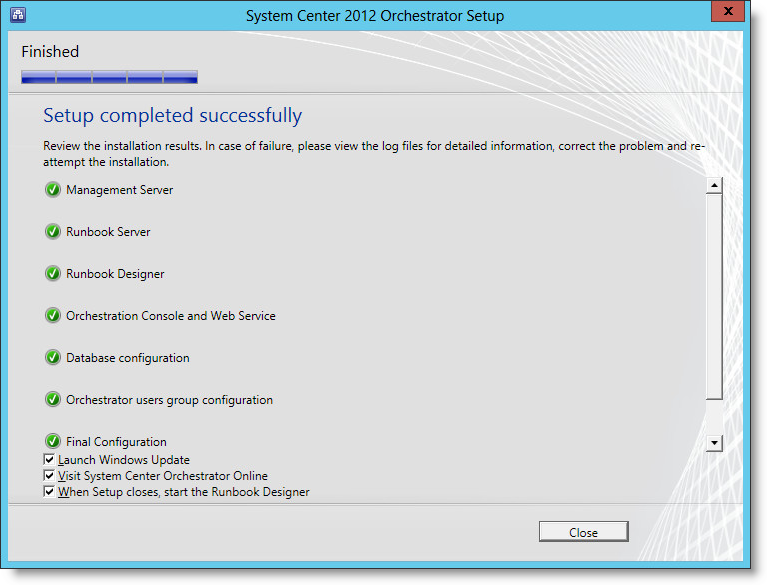 System Center 2012 Orchestrator Setup
x
Finished
Setup completed successfully
Review the installation results. In case of failure, please view the log files for detailed information, correct the problem and re-
attempt the installation.
Management Server
Runbook Server
Runbook Designer
Orchestration Console and Web Service
Database configuration
Orchestrator users group configuration
Final Configuration
Launch Windows Update
Visit System Center Orchestrator Online
When Setup closes, start the Runbook Designer
Close